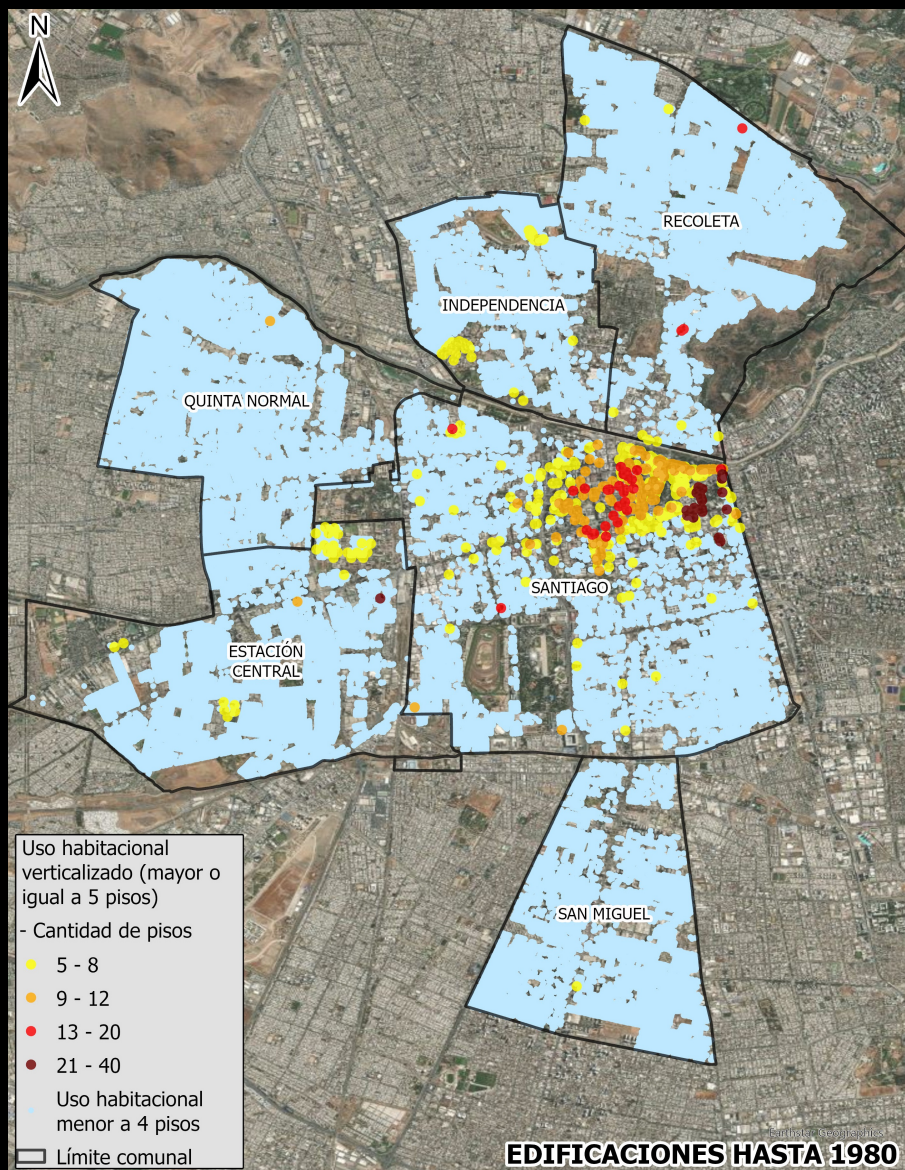 N
RECOLETA
INDEPENDENCIA
QUINTA NORMAL
SANTIAGO
ESTACIÓN
CENTRAL
SAN MIGUEL
Uso habitacional
verticalizado (mayor o
igual a 5 pisos)
- Cantidad de pisos
5 - 8
9 - 12
13 - 20
21 - 40
Uso habitacional
menor a 4 pisos
Límite comunal
Earthstar Geographics
EDIFICACIONES HASTA 1980